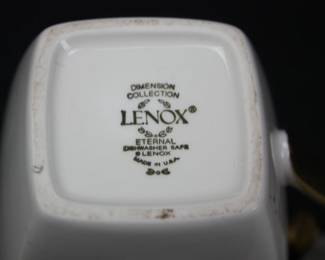 DIMENSION
COLLECTION
LENOX®
ETERNAL
DISHWASHER SAFE
© LENOX
MADE IN U.S.A.